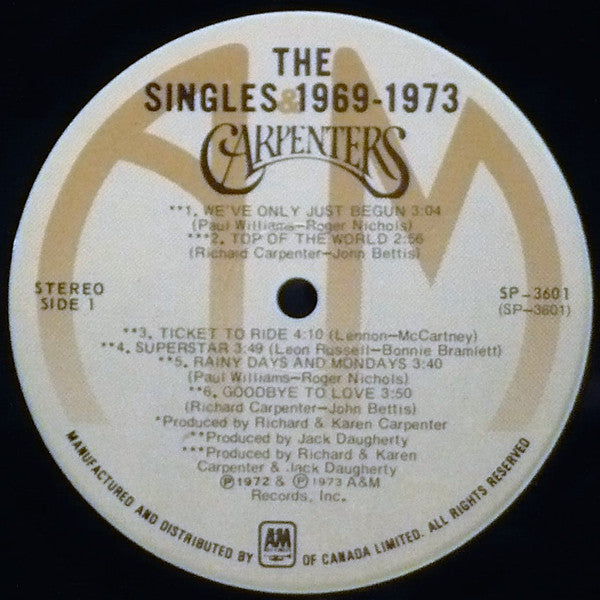 THE
SINGLES 1969-1973
CARPENTERS
**1. WE'VE ONLY JUST BEGUN 3:04
(Paul Williams-Roger Nichols)
***2. TOP OF THE WORLD 2:56
(Richard Carpenter-John Bettis)
STEREO
SIDE 1
SP-3601
(SP-3601)
**3. TICKET TO RIDE 4:10 (Lennon-McCartney)
**4. SUPERSTAR 3:49 (Leon Russell-Bonnie Bramlett)
**5. RAINY DAYS AND MONDAYS 3:40
(Paul Williams-Roger Nichols)
**6. GOODBYE TO LOVE 3:50
(Richard Carpenter-John Bettis)
*Produced by Richard & Karen Carpenter
**Produced by Jack Daugherty
***Produced by Richard & Karen
Carpenter & Jack Daugherty
℗ 1972 & ℗ 1973 A&M
Records, Inc.
MANUFACTURED AND DISTRIBUTED BY A&M OF CANADA LIMITED. ALL RIGHTS RESERVED
A&M